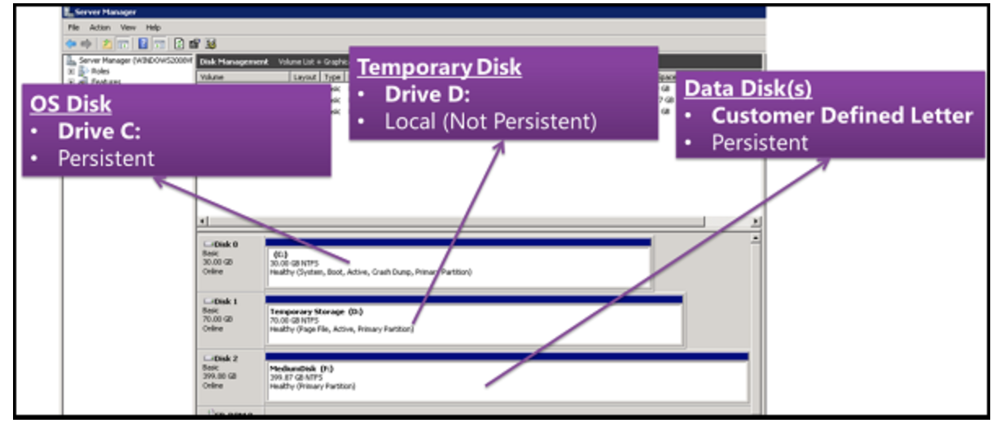 Server Manager
File Action View Help
Server Manager (WINDOWS2008
Roles
Features
Disk Management Volume List + Graphic
Volume Layout Type
OS Disk
• Drive C:
• Persistent
Temporary Disk
• Drive D:
• Local (Not Persistent)
Data Disk(s)
• Customer Defined Letter
• Persistent
Disk 0
Basic
30.00 GB
Online
(C:)
30.00 GB NTFS
Healthy (System, Boot, Active, Crash Dump, Primary Partition)
Disk 1
Basic
70.00 GB
Online
Temporary Storage (D:)
70.00 GB NTFS
Healthy (Page File, Active, Primary Partition)
Disk 2
Basic
399.88 GB
Online
MediumDisk (F:)
399.87 GB NTFS
Healthy (Primary Partition)